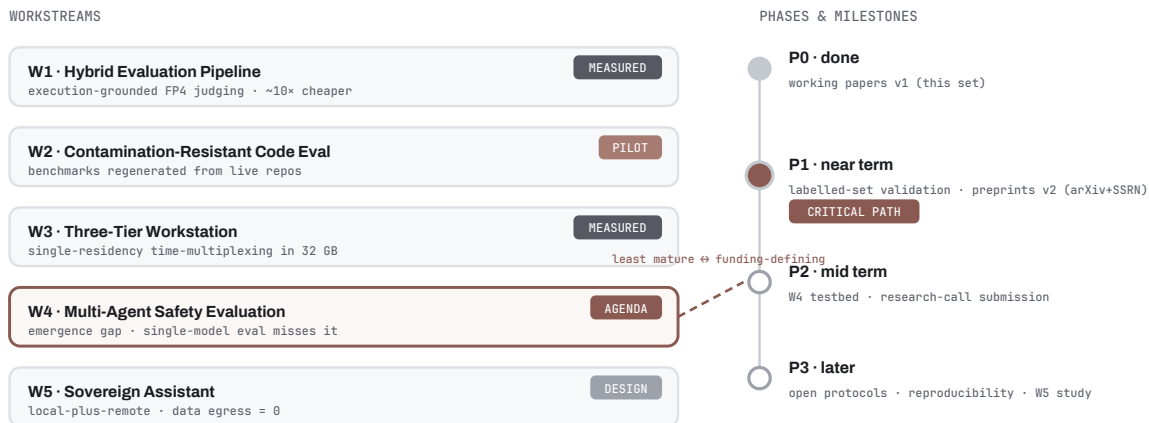 WORKSTREAMS
W1 · Hybrid Evaluation Pipeline
MEASURED
execution-grounded FP4 judging · ~10× cheaper
W2 · Contamination-Resistant Code Eval
PILOT
benchmarks regenerated from live repos
W3 · Three-Tier Workstation
MEASURED
single-residency time-multiplexing in 32 GB
W4 · Multi-Agent Safety Evaluation
AGENDA
emergence gap · single-model eval misses it
W5 · Sovereign Assistant
DESIGN
local-plus-remote · data egress = 0
least mature ↔ funding-defining
PHASES & MILESTONES
P0 · done
working papers v1 (this set)
P1 · near term
labelled-set validation · preprints v2 (arXiv+SSRN)
CRITICAL PATH
P2 · mid term
W4 testbed · research-call submission
P3 · later
open protocols · reproducibility · W5 study